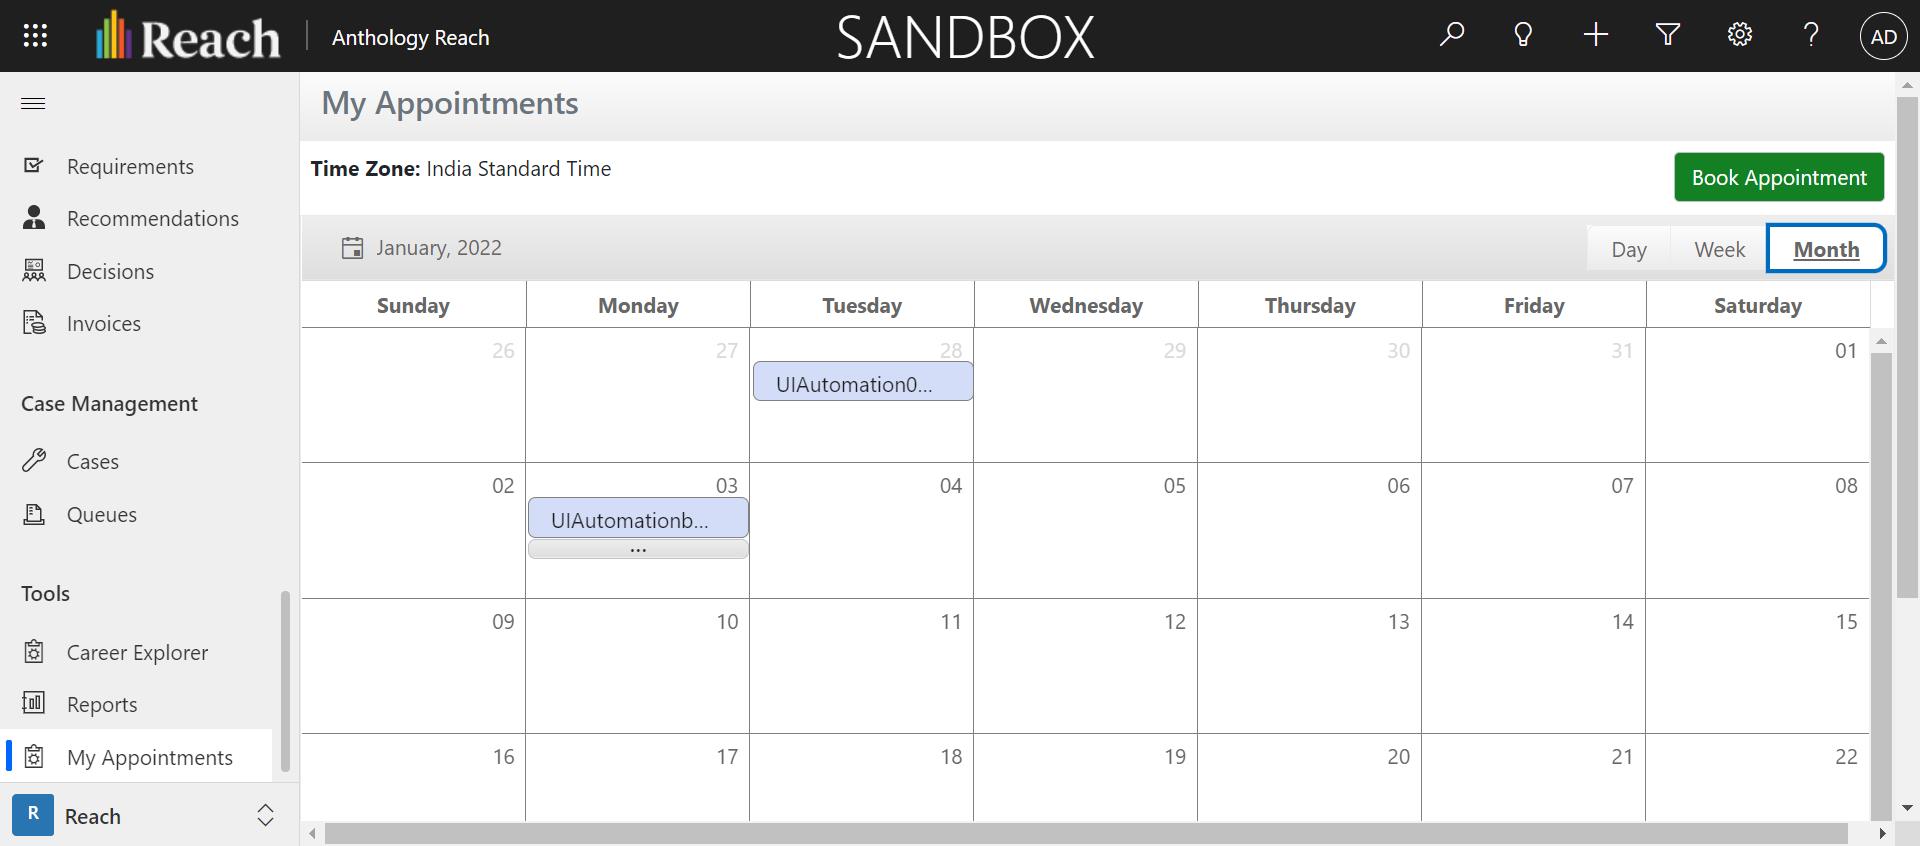 Reach
Anthology Reach
SANDBOX
AD
Requirements
Recommendations
Decisions
Invoices
Case Management
Cases
Queues
Tools
Career Explorer
Reports
My Appointments
R
Reach
My Appointments
Time Zone: India Standard Time
Book Appointment
January, 2022
Day
Week
Month
Sunday Monday Tuesday Wednesday Thursday Friday Saturday
26 27 28 29 30 31 01
UIAutomation0...
02 03 04 05 06 07 08
UIAutomationb...
...
09 10 11 12 13 14 15
16 17 18 19 20 21 22